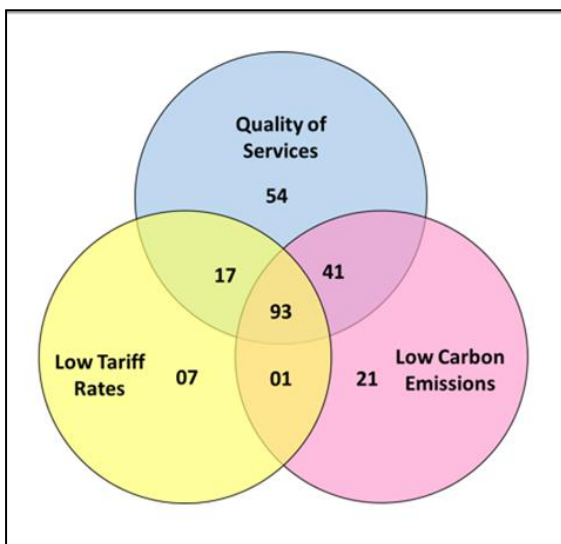 Quality of
Services
54
17
41
93
Low Tariff
Rates
07
01
21
Low Carbon
Emissions